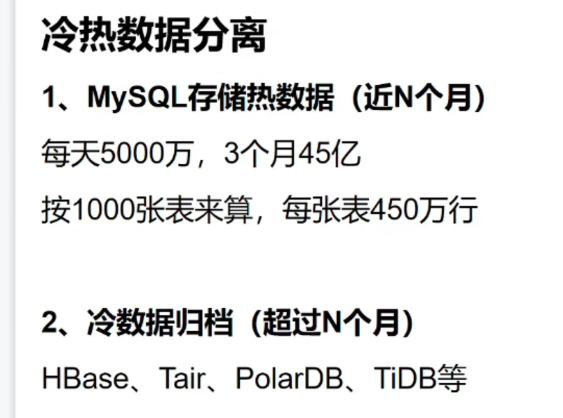 冷热数据分离
1、MySQL存储热数据（近N个月）
每天5000万，3个月45亿
按1000张表来算，每张表450万行
2、冷数据归档（超过N个月）
HBase、Tair、PolarDB、TiDB等